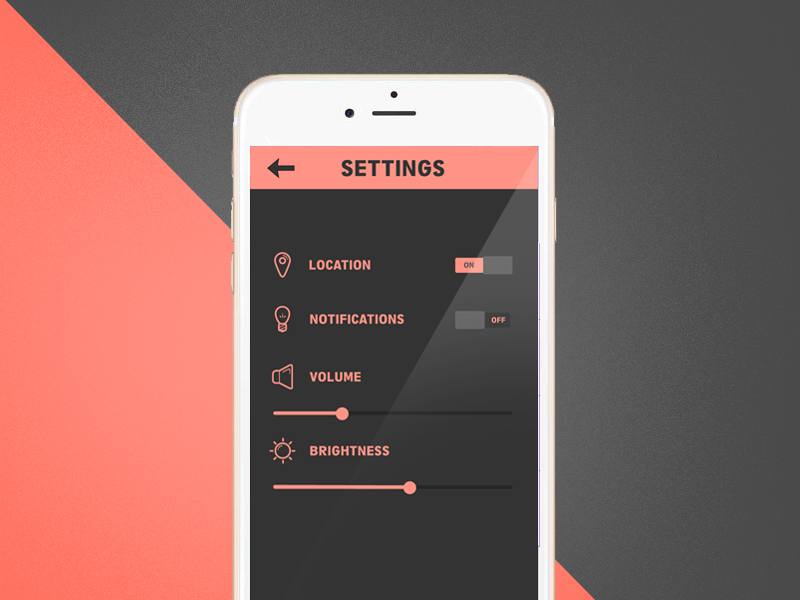 SETTINGS
LOCATION
ON
NOTIFICATIONS
OFF
VOLUME
BRIGHTNESS